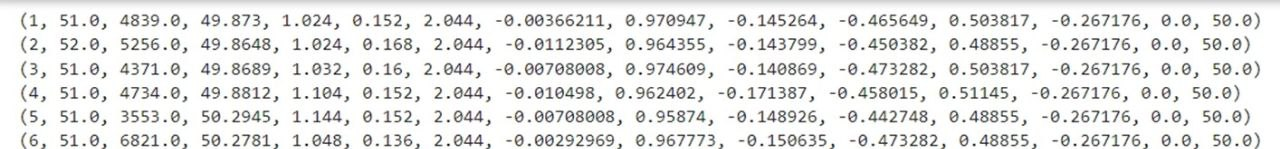 (1, 51.0, 4839.0, 49.873, 1.024, 0.152, 2.044, -0.00366211, 0.970947, -0.145264, -0.465649, 0.503817, -0.267176, 0.0, 50.0)
(2, 52.0, 5256.0, 49.8648, 1.024, 0.168, 2.044, -0.0112305, 0.964355, -0.143799, -0.450382, 0.48855, -0.267176, 0.0, 50.0)
(3, 51.0, 4371.0, 49.8689, 1.032, 0.16, 2.044, -0.00708008, 0.974609, -0.140869, -0.473282, 0.503817, -0.267176, 0.0, 50.0)
(4, 51.0, 4734.0, 49.8812, 1.104, 0.152, 2.044, -0.010498, 0.962402, -0.171387, -0.458015, 0.51145, -0.267176, 0.0, 50.0)
(5, 51.0, 3553.0, 50.2945, 1.144, 0.152, 2.044, -0.00708008, 0.95874, -0.148926, -0.442748, 0.48855, -0.267176, 0.0, 50.0)
(6, 51.0, 6821.0, 50.2781, 1.048, 0.136, 2.044, -0.00292969, 0.967773, -0.150635, -0.473282, 0.48855, -0.267176, 0.0, 50.0)